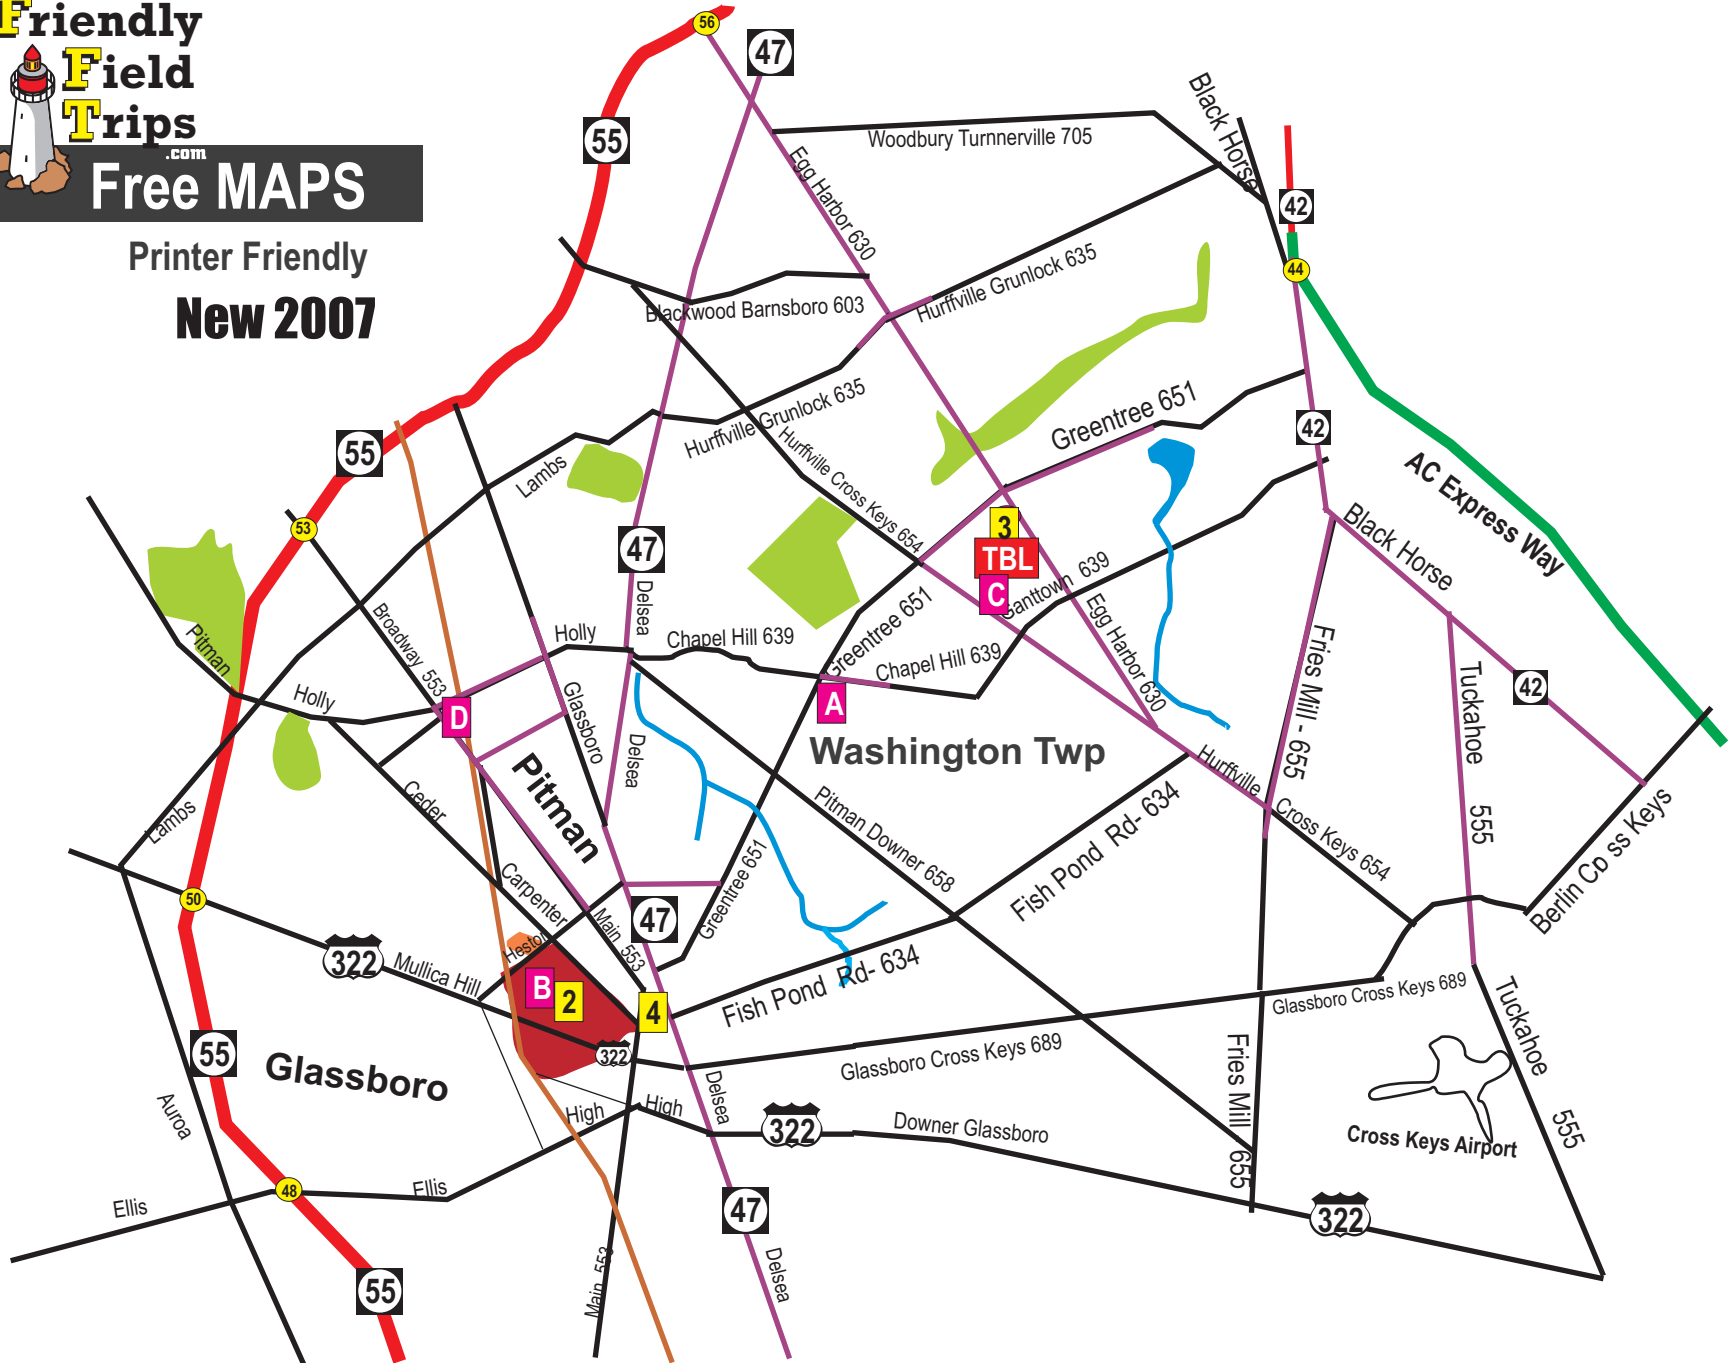 Friendly
Field
Trips
.com
Free MAPS
Printer Friendly
New 2007
56
47
55
Woodbury Turnnerville 705
Black Horse
42
44
Egg Harbor 630
Hurffville Grunlock 635
Blackwood Barnsboro 603
Hurffville Grunlock 635
Greentree 651
42
55
Lambs
Hurffville Cross Keys 654
AC Express Way
53
47
3
TBL
C
Black Horse
Ganttown 639
Delsea
Broadway 553
Pitman
Holly
Chapel Hill 639
Greentree 651
Chapel Hill 639
Egg Harbor 630
Fries Mill - 655
Tuckahoe
42
Holly
D
Glassboro
A
Delsea
Washington Twp
Pitman
Hurffville
Cross Keys 654
555
Berlin Co ss Keys
Ceder
Lambs
Pitman Downer 658
Fish Pond Rd- 634
Greentree 651
Carpenter
50
Main 553
47
Heston
322
Mullica Hill
B
2
4
Fish Pond Rd- 634
Glassboro Cross Keys 689
Tuckahoe
55
322
Glassboro
Glassboro Cross Keys 689
Fries Mill
655
Auroa
High
High
Delsea
322
Downer Glassboro
Cross Keys Airport
555
48
Ellis
Ellis
47
322
55
Main 553
Delsea